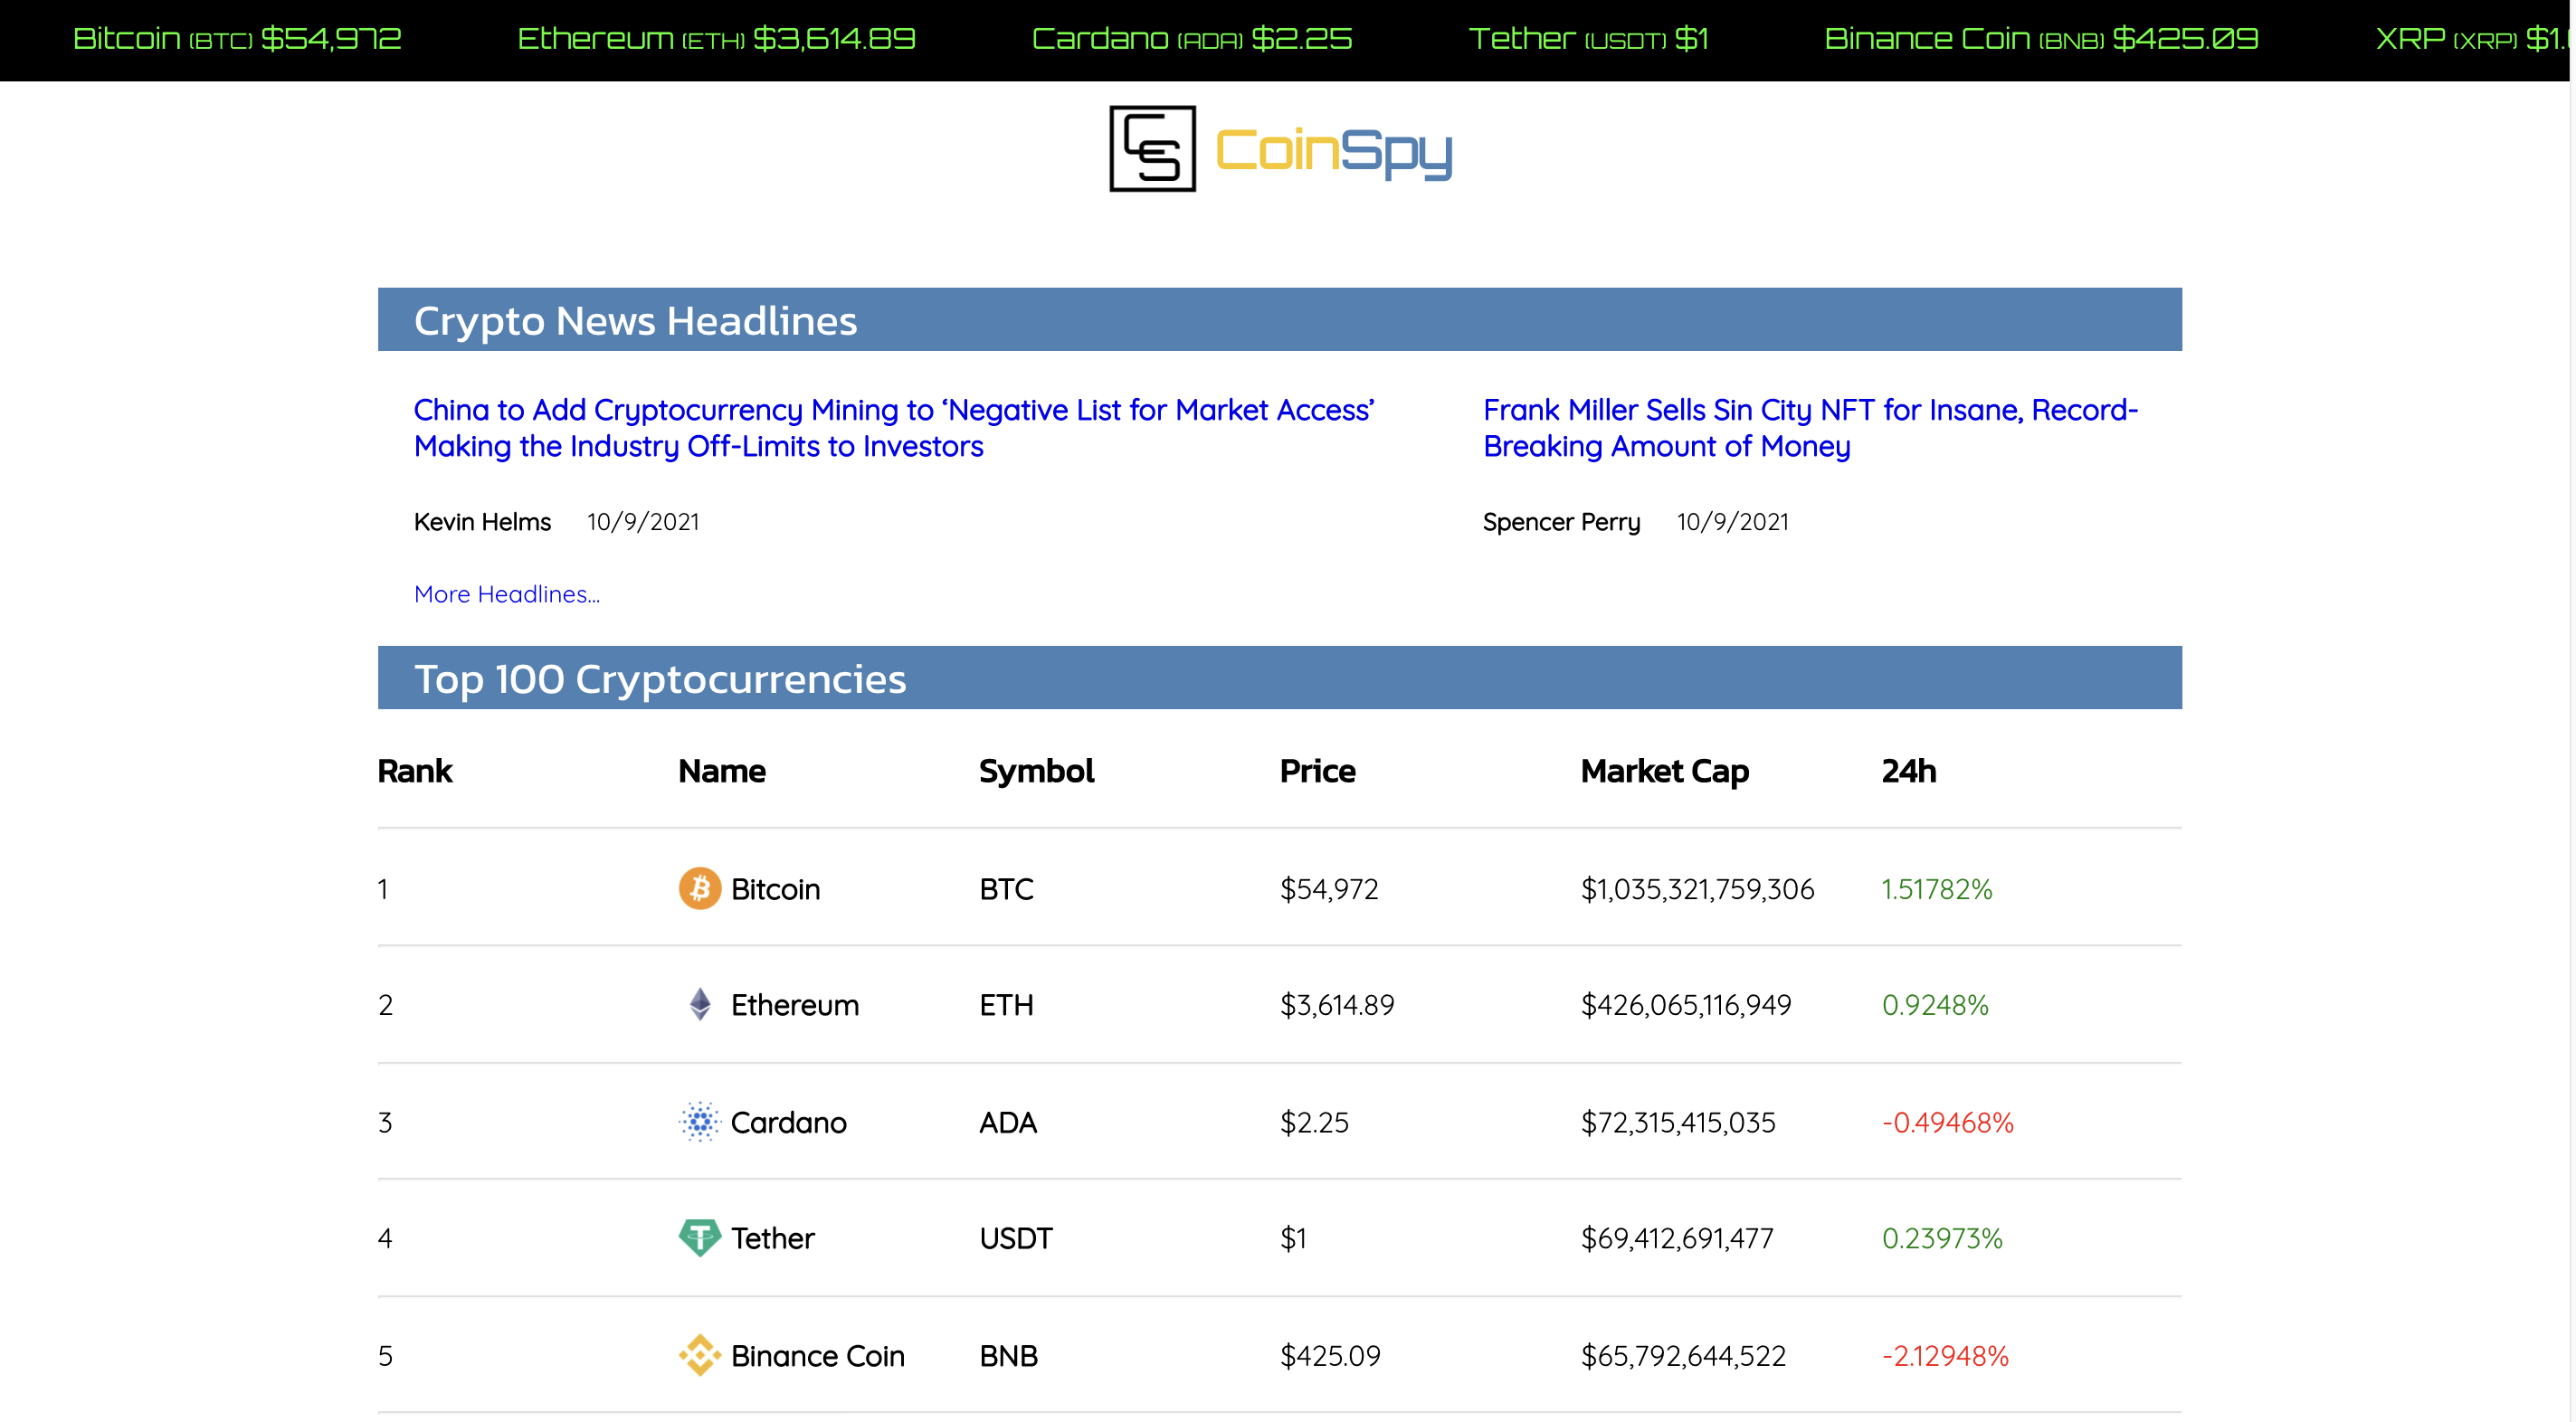 Bitcoin (BTC) $54,972 Ethereum (ETH) $3,614.89 Cardano (ADA) $2.25 Tether (USDT) $1 Binance Coin (BNB) $425.09 XRP (XRP) $1.
CS CoinSpy
Crypto News Headlines
China to Add Cryptocurrency Mining to ‘Negative List for Market Access’
Making the Industry Off-Limits to Investors
Kevin Helms 10/9/2021
Frank Miller Sells Sin City NFT for Insane, Record-
Breaking Amount of Money
Spencer Perry 10/9/2021
More Headlines...
Top 100 Cryptocurrencies
Rank Name Symbol Price Market Cap 24h
1 Bitcoin BTC $54,972 $1,035,321,759,306 1.51782%
2 Ethereum ETH $3,614.89 $426,065,116,949 0.9248%
3 Cardano ADA $2.25 $72,315,415,035 -0.49468%
4 Tether USDT $1 $69,412,691,477 0.23973%
5 Binance Coin BNB $425.09 $65,792,644,522 -2.12948%